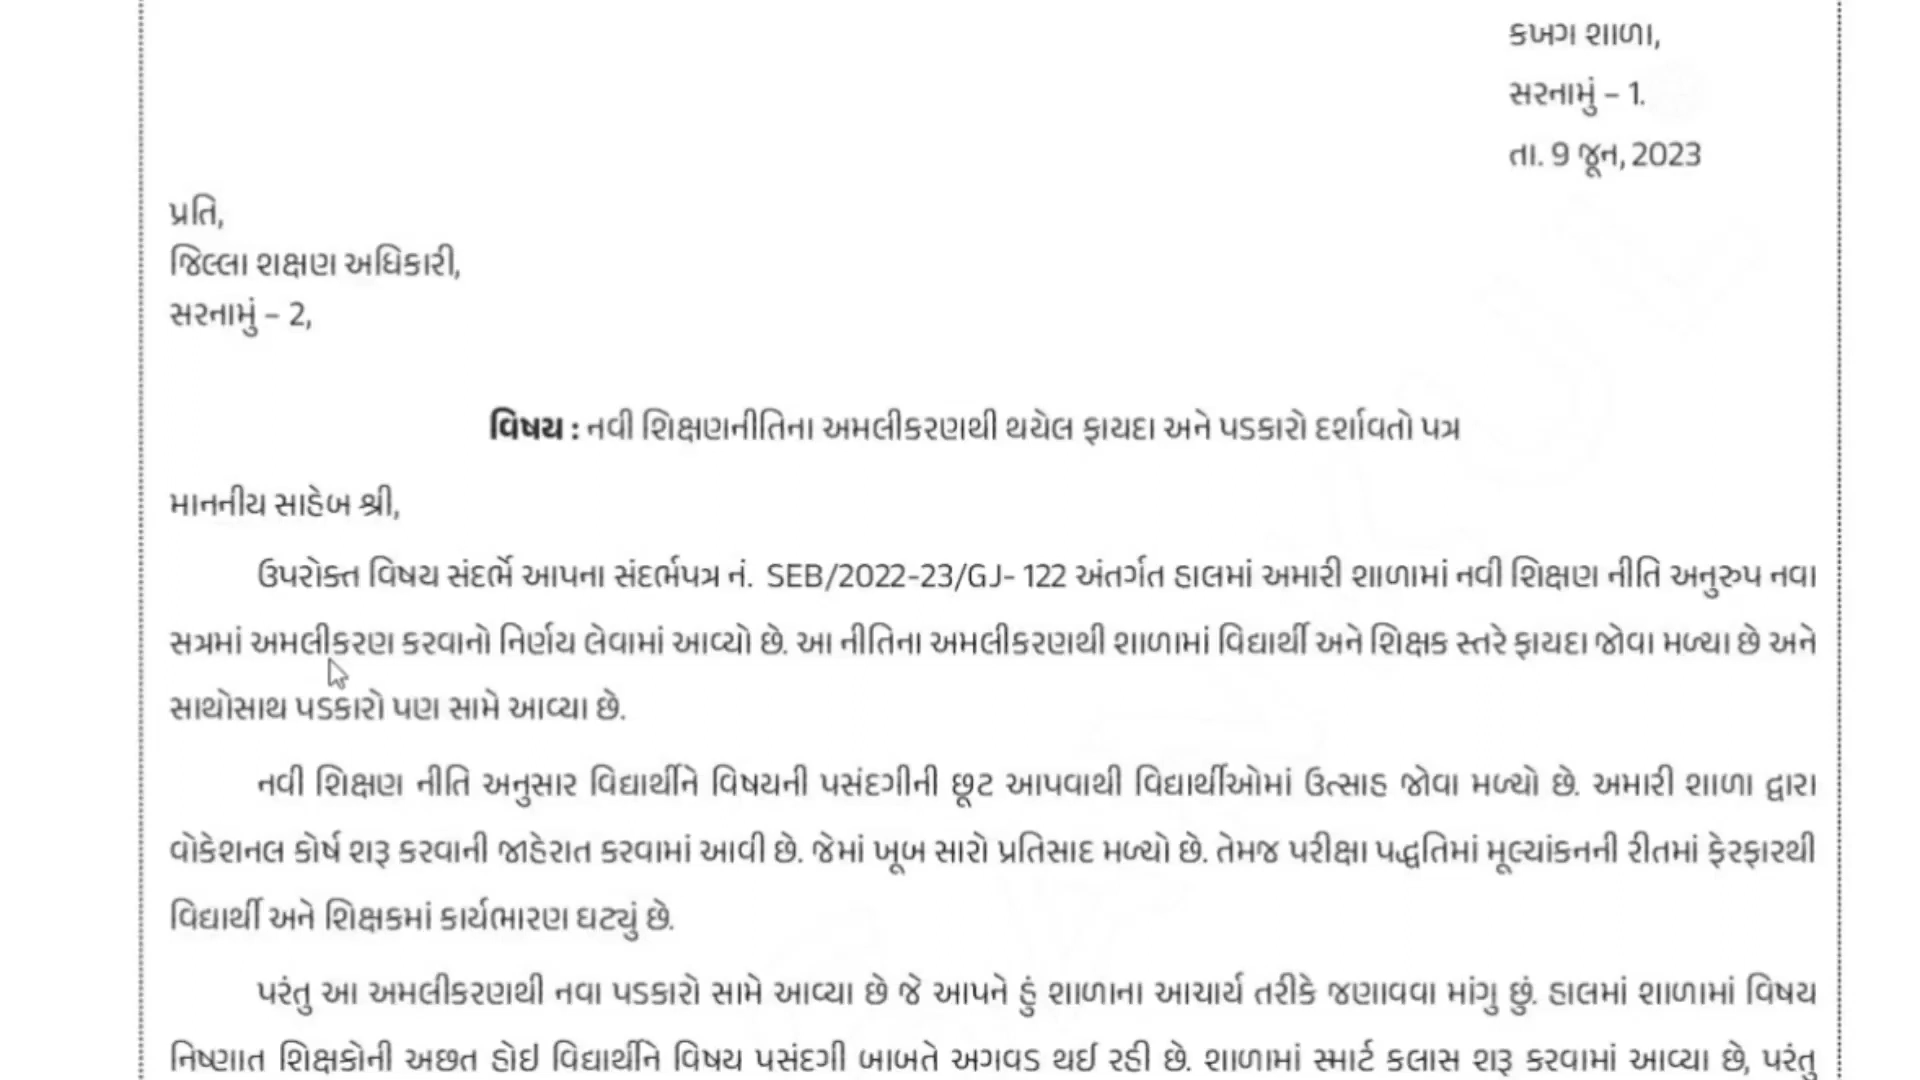 કખગ શાળા,
સરનામું – 1.
તા. 9 જૂન, 2023
પ્રતિ,
જિલ્લા શક્ષણ અધિકારી,
સરનામું – 2,
વિષય : નવી શિક્ષણનીતિના અમલીકરણથી થયેલ ફાયદા અને પડકારો દર્શાવતો પત્ર
માનનીય સાહેબ શ્રી,
ઉપરોક્ત વિષય સંદર્ભે આપના સંદર્ભપત્ર નં. SEB/2022-23/GJ- 122 અંતર્ગત હાલમાં અમારી શાળામાં નવી શિક્ષણ નીતિ અનુરુપ નવા
સત્રમાં અમલીકરણ કરવાનો નિર્ણય લેવામાં આવ્યો છે. આ નીતિના અમલીકરણથી શાળામાં વિદ્યાર્થી અને શિક્ષક સ્તરે ફાયદા જોવા મળ્યા છે અને
સાથોસાથ પડકારો પણ સામે આવ્યા છે.
નવી શિક્ષણ નીતિ અનુસાર વિદ્યાર્થીને વિષયની પસંદગીની છૂટ આપવાથી વિદ્યાર્થીઓમાં ઉત્સાહ જોવા મળ્યો છે. અમારી શાળા દ્વારા
વોકેશનલ કોર્ષ શરૂ કરવાની જાહેરાત કરવામાં આવી છે. જેમાં ખૂબ સારો પ્રતિસાદ મળ્યો છે. તેમજ પરીક્ષા પદ્ધતિમાં મૂલ્યાંકનની રીતમાં ફેરફારથી
વિદ્યાર્થી અને શિક્ષકમાં કાર્યભારણ ઘટ્યું છે.
પરંતુ આ અમલીકરણથી નવા પડકારો સામે આવ્યા છે જે આપને હું શાળાના આચાર્ય તરીકે જણાવવા માંગુ છું. હાલમાં શાળામાં વિષય
નિષ્ણાત શિક્ષકોની અછત હોઇ વિદ્યાર્થીને વિષય પસંદગી બાબતે અગવડ થઈ રહી છે. શાળામાં સ્માર્ટ કલાસ શરૂ કરવામાં આવ્યા છે, પરંતુ